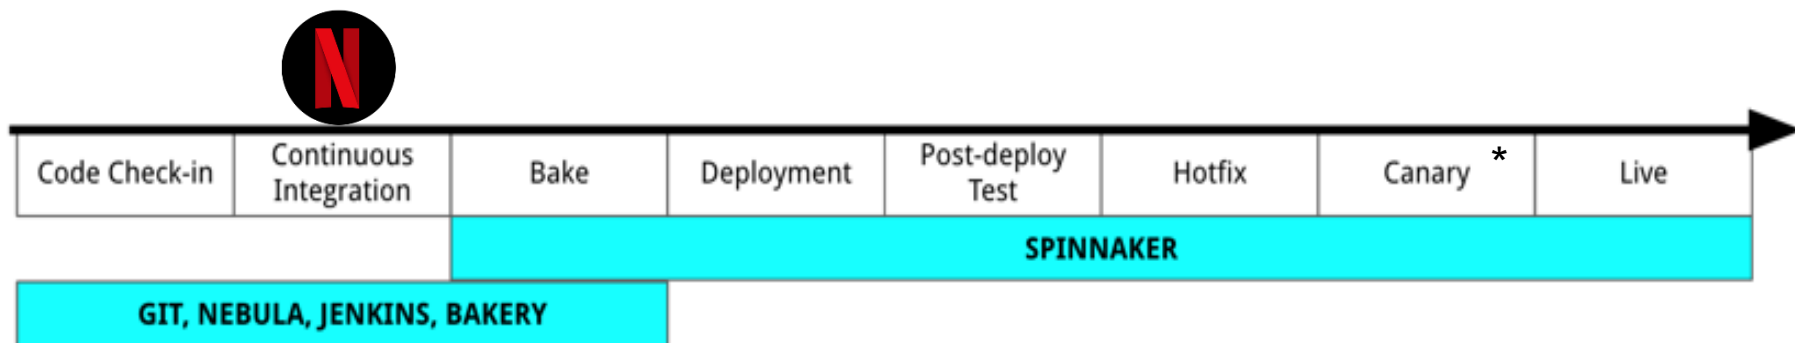 N
Code Check-in
Continuous
Integration
Bake
Deployment
Post-deploy
Test
Hotfix
Canary *
Live
SPINNAKER
GIT, NEBULA, JENKINS, BAKERY